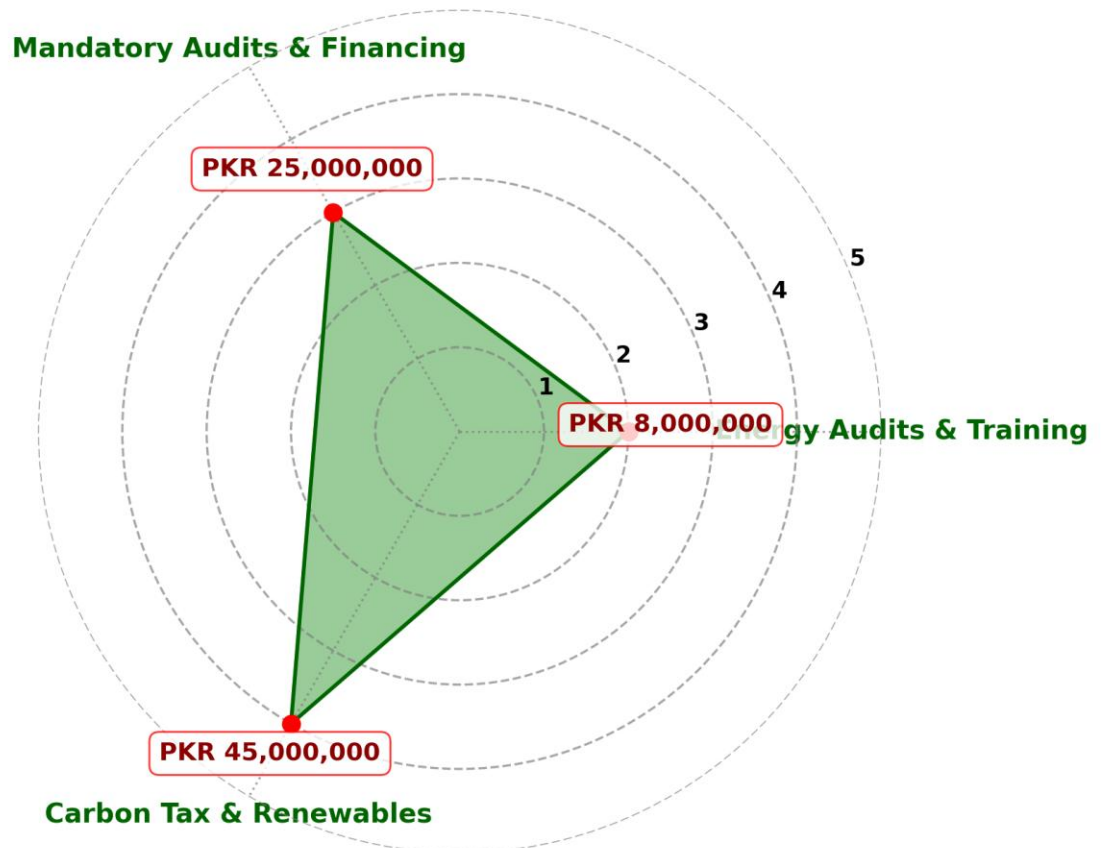 Mandatory Audits & Financing
PKR 25,000,000
5
4
3
2
1
PKR 8,000,000
Energy Audits & Training
PKR 45,000,000
Carbon Tax & Renewables